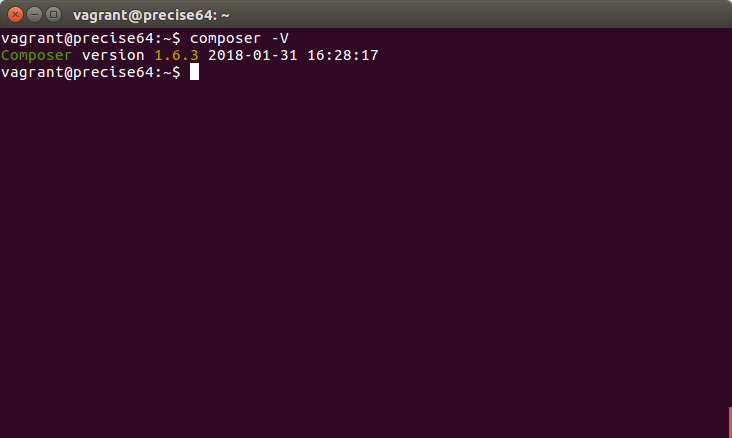 vagrant@precise64: ~
vagrant@precise64:~$ composer -V
Composer version 1.6.3 2018-01-31 16:28:17
vagrant@precise64:~$